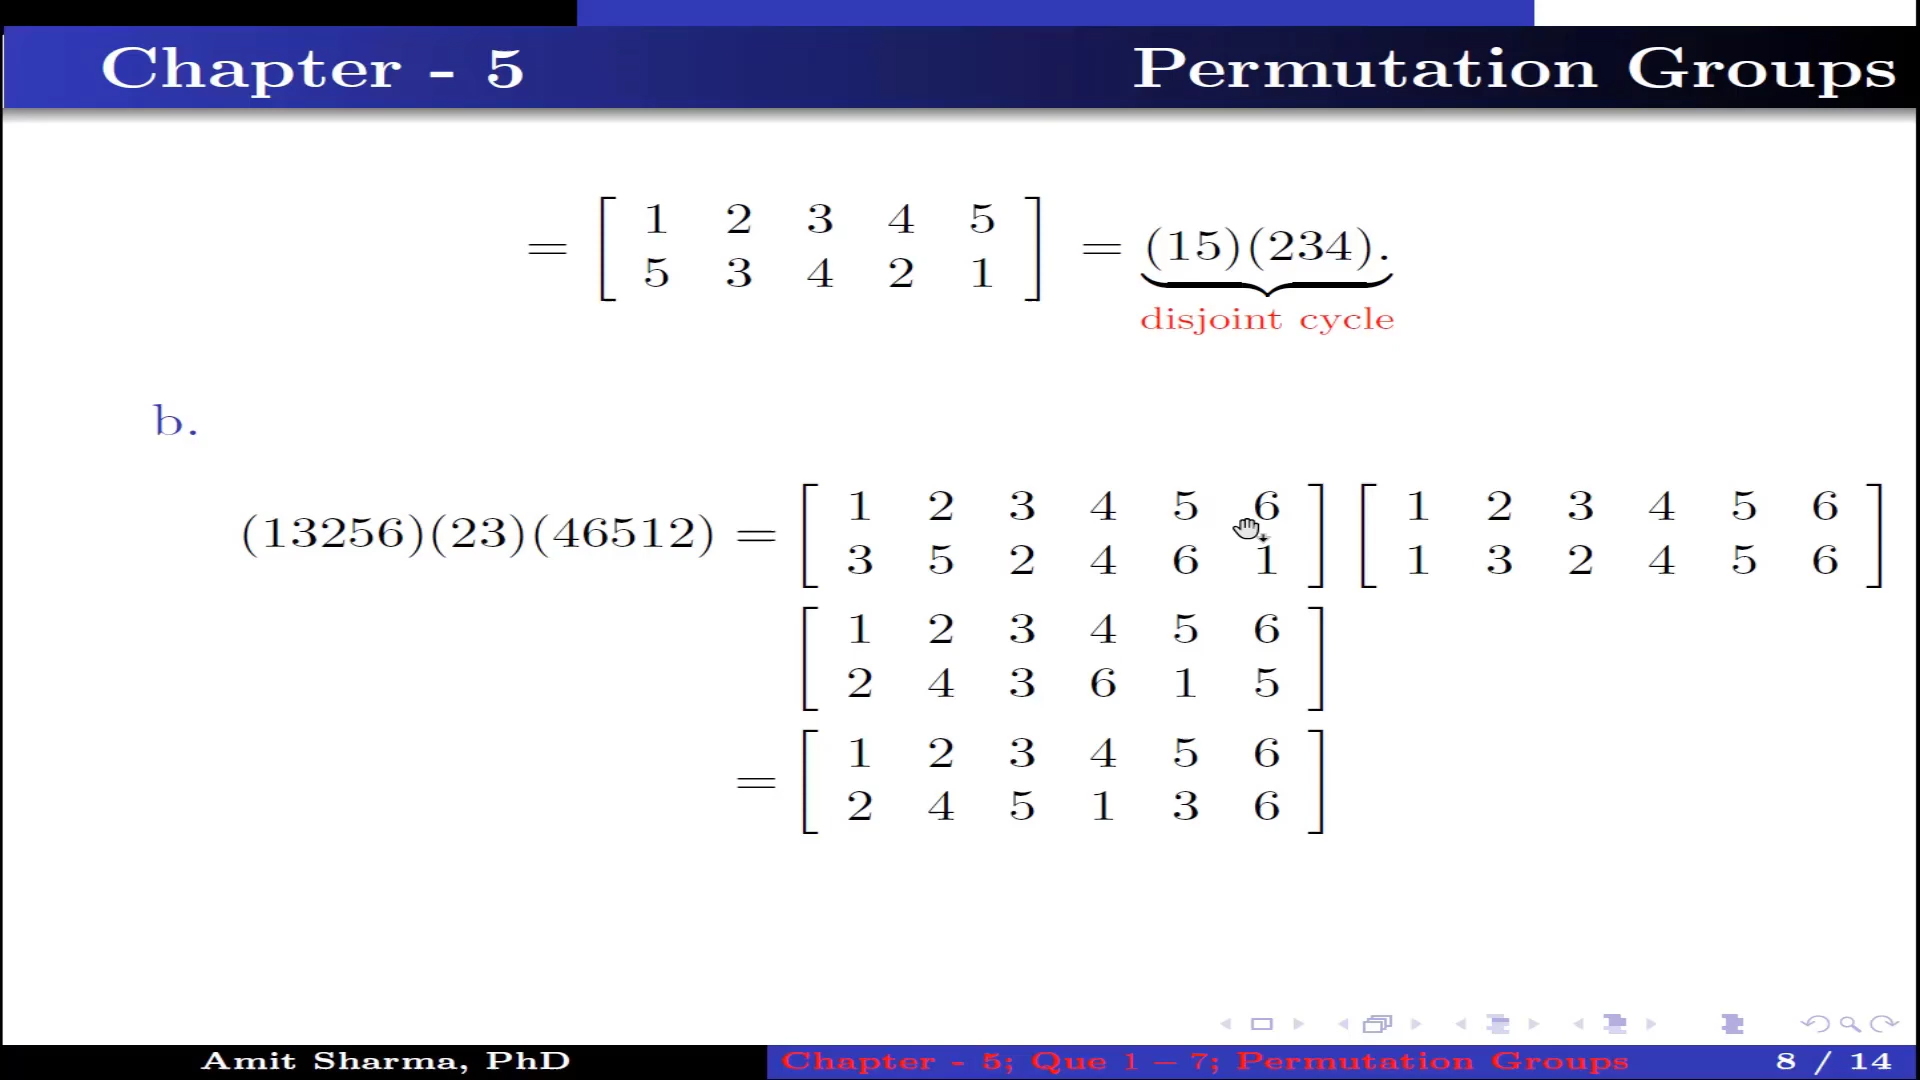 Chapter - 5 Permutation Groups
= [ 1 2 3 4 5 ] = (15)(234).
[ 5 3 4 2 1 ]
disjoint cycle
b.
(13256)(23)(46512) = [ 1 2 3 4 5 6 ] [ 1 2 3 4 5 6 ]
[ 3 5 2 4 6 1 ] [ 1 3 2 4 5 6 ]
[ 1 2 3 4 5 6 ]
[ 2 4 3 6 1 5 ]
= [ 1 2 3 4 5 6 ]
[ 2 4 5 1 3 6 ]
Amit Sharma, PhD Chapter - 5; Que 1 − 7; Permutation Groups 8 / 14